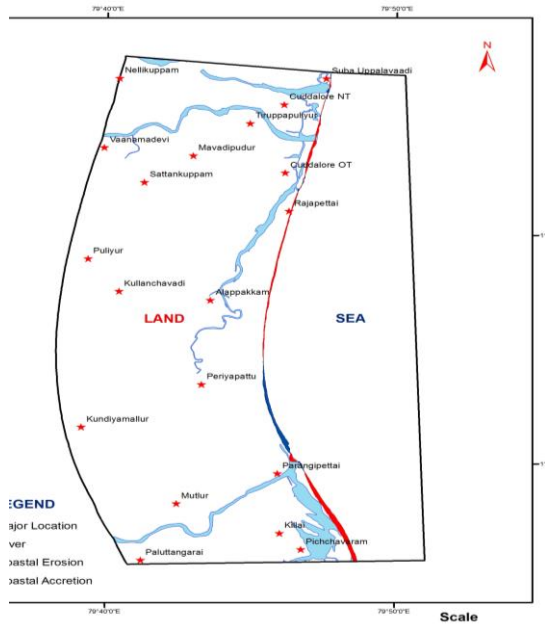 79°40'0"E
79°50'0"E
N
Suba Uppalavaadi
Nellikuppam
Cuddalore NT
Tiruppapuliyur
Vaanamadevi
Mavadipudur
Cuddalore OT
Sattankuppam
Rajapettai
Puliyur
Kullanchavadi
Alappakkam
LAND
SEA
Periyapattu
Kundiyamallur
Parangipettai
Mutlur
Killai
Pichchavaram
Paluttangarai
EGEND
ajor Location
ver
oastal Erosion
oastal Accretion
79°40'0"E
79°50'0"E
Scale